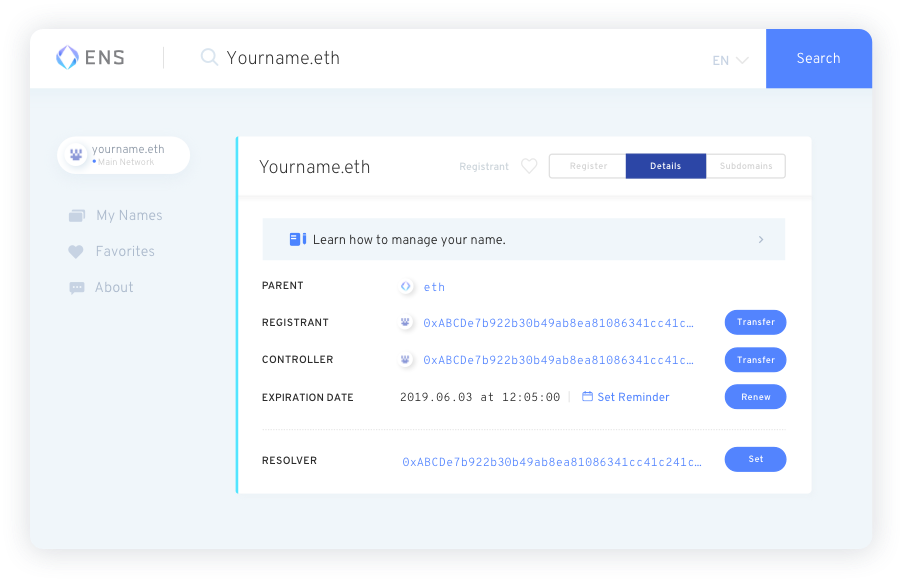 ENS
Yourname.eth
EN
Search
yourname.eth
Main Network
My Names
Favorites
About
Yourname.eth
Registrant
Register
Details
Subdomains
Learn how to manage your name.
PARENT
eth
REGISTRANT
0xABCDe7b922b30b49ab8ea81086341cc41c…
Transfer
CONTROLLER
0xABCDe7b922b30b49ab8ea81086341cc41c…
Transfer
EXPIRATION DATE
2019.06.03 at 12:05:00
Set Reminder
Renew
RESOLVER
0xABCDe7b922b30b49ab8ea81086341cc41c241c…
Set